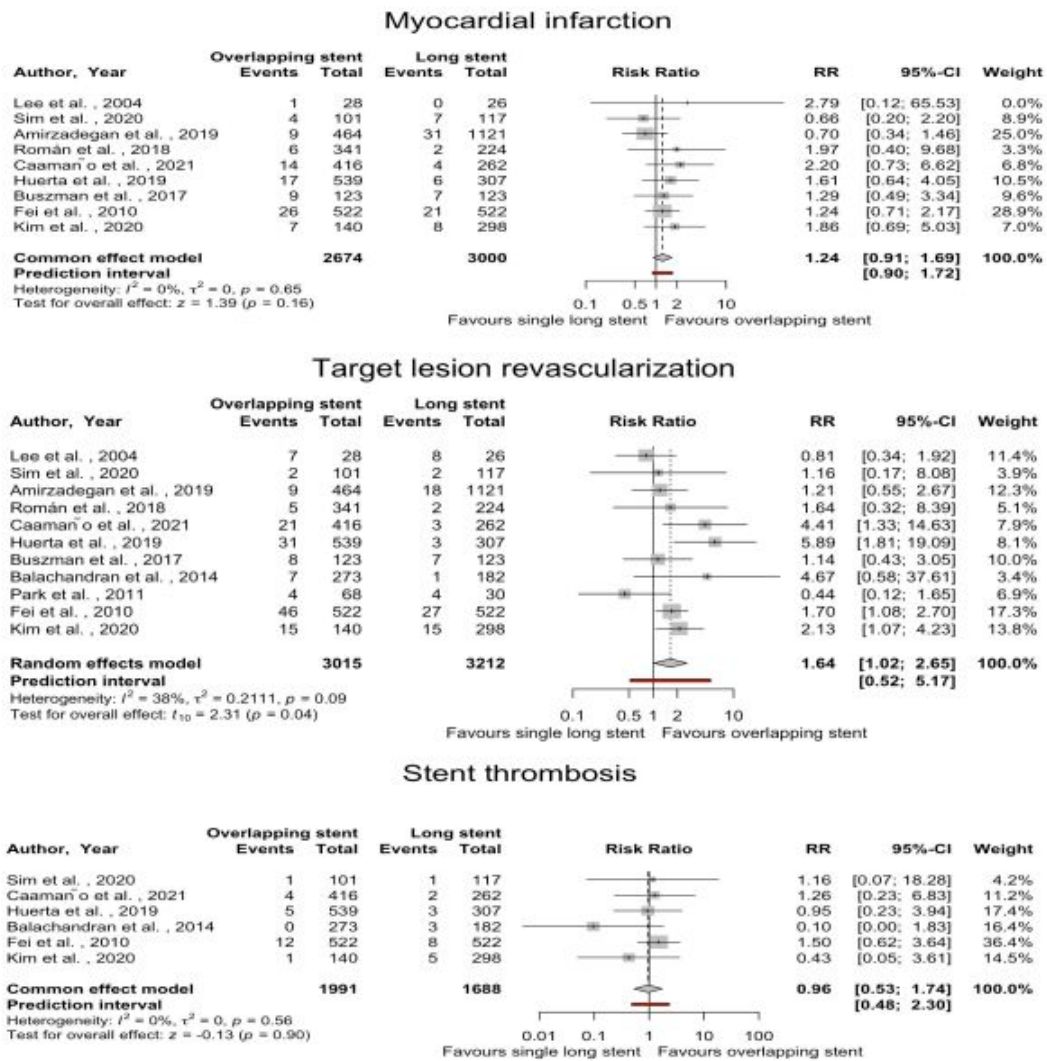 Myocardial infarction
Overlapping stent Long stent
Author, Year Events Total Events Total Risk Ratio RR 95%-CI Weight
Lee et al. , 2004 1 28 0 26 2.79 [0.12; 65.53] 0.0%
Sim et al. , 2020 4 101 7 117 0.66 [0.20; 2.20] 8.9%
Amirzadegan et al. , 2019 9 464 31 1121 0.70 [0.34; 1.46] 25.0%
Román et al. , 2018 6 341 2 224 1.97 [0.40; 9.68] 3.3%
Caaman̄o et al. , 2021 14 416 4 262 2.20 [0.73; 6.62] 6.8%
Huerta et al. , 2019 17 539 6 307 1.61 [0.64; 4.05] 10.5%
Buszman et al. , 2017 9 123 7 123 1.29 [0.49; 3.34] 9.6%
Fei et al. , 2010 26 522 21 522 1.24 [0.71; 2.17] 28.9%
Kim et al. , 2020 7 140 8 298 1.86 [0.69; 5.03] 7.0%
Common effect model 2674 3000 1.24 [0.91; 1.69] 100.0%
Prediction interval [0.90; 1.72]
Heterogeneity: I² = 0%, τ² = 0, p = 0.65
Test for overall effect: z = 1.39 (p = 0.16)
0.1 0.5 1 2 10
Favours single long stent Favours overlapping stent
Target lesion revascularization
Overlapping stent Long stent
Author, Year Events Total Events Total Risk Ratio RR 95%-CI Weight
Lee et al. , 2004 7 28 8 26 0.81 [0.34; 1.92] 11.4%
Sim et al. , 2020 2 101 2 117 1.16 [0.17; 8.08] 3.9%
Amirzadegan et al. , 2019 9 464 18 1121 1.21 [0.55; 2.67] 12.3%
Román et al. , 2018 5 341 2 224 1.64 [0.32; 8.39] 5.1%
Caaman̄o et al. , 2021 21 416 3 262 4.41 [1.33; 14.63] 7.9%
Huerta et al. , 2019 31 539 3 307 5.89 [1.81; 19.09] 8.1%
Buszman et al. , 2017 8 123 7 123 1.14 [0.43; 3.05] 10.0%
Balachandran et al. , 2014 7 273 1 182 4.67 [0.58; 37.61] 3.4%
Park et al. , 2011 4 68 4 30 0.44 [0.12; 1.65] 6.9%
Fei et al. , 2010 46 522 27 522 1.70 [1.08; 2.70] 17.3%
Kim et al. , 2020 15 140 15 298 2.13 [1.07; 4.23] 13.8%
Random effects model 3015 3212 1.64 [1.02; 2.65] 100.0%
Prediction interval [0.52; 5.17]
Heterogeneity: I² = 38%, τ² = 0.2111, p = 0.09
Test for overall effect: t₁₀ = 2.31 (p = 0.04)
0.1 0.5 1 2 10
Favours single long stent Favours overlapping stent
Stent thrombosis
Overlapping stent Long stent
Author, Year Events Total Events Total Risk Ratio RR 95%-CI Weight
Sim et al. , 2020 1 101 1 117 1.16 [0.07; 18.28] 4.2%
Caaman̄o et al. , 2021 4 416 2 262 1.26 [0.23; 6.83] 11.2%
Huerta et al. , 2019 5 539 3 307 0.95 [0.23; 3.94] 17.4%
Balachandran et al. , 2014 0 273 3 182 0.10 [0.00; 1.83] 16.4%
Fei et al. , 2010 12 522 8 522 1.50 [0.62; 3.64] 36.4%
Kim et al. , 2020 1 140 5 298 0.43 [0.05; 3.61] 14.5%
Common effect model 1991 1688 0.96 [0.53; 1.74] 100.0%
Prediction interval [0.48; 2.30]
Heterogeneity: I² = 0%, τ² = 0, p = 0.56
Test for overall effect: z = -0.13 (p = 0.90)
0.01 0.1 1 10 100
Favours single long stent Favours overlapping stent